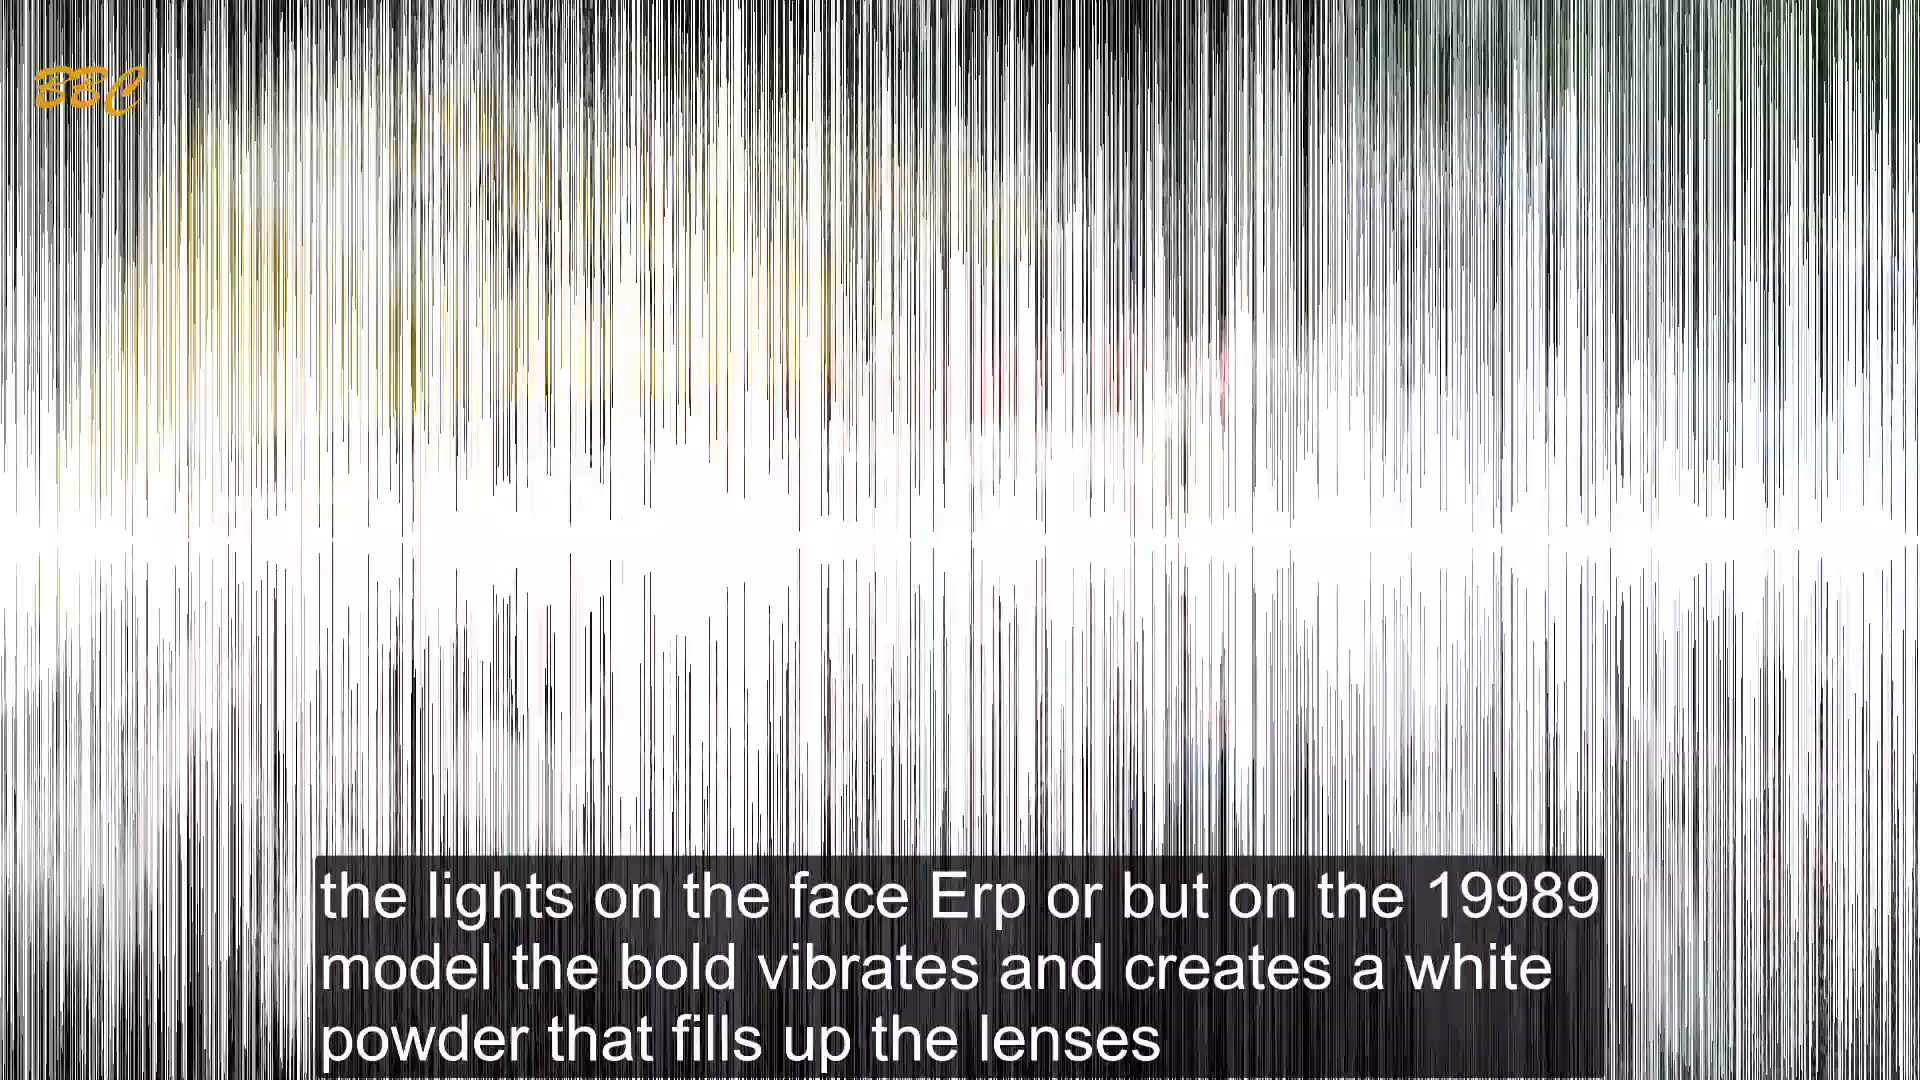 BBC
the lights on the face Erp or but on the 19989
model the bold vibrates and creates a white
powder that fills up the lenses